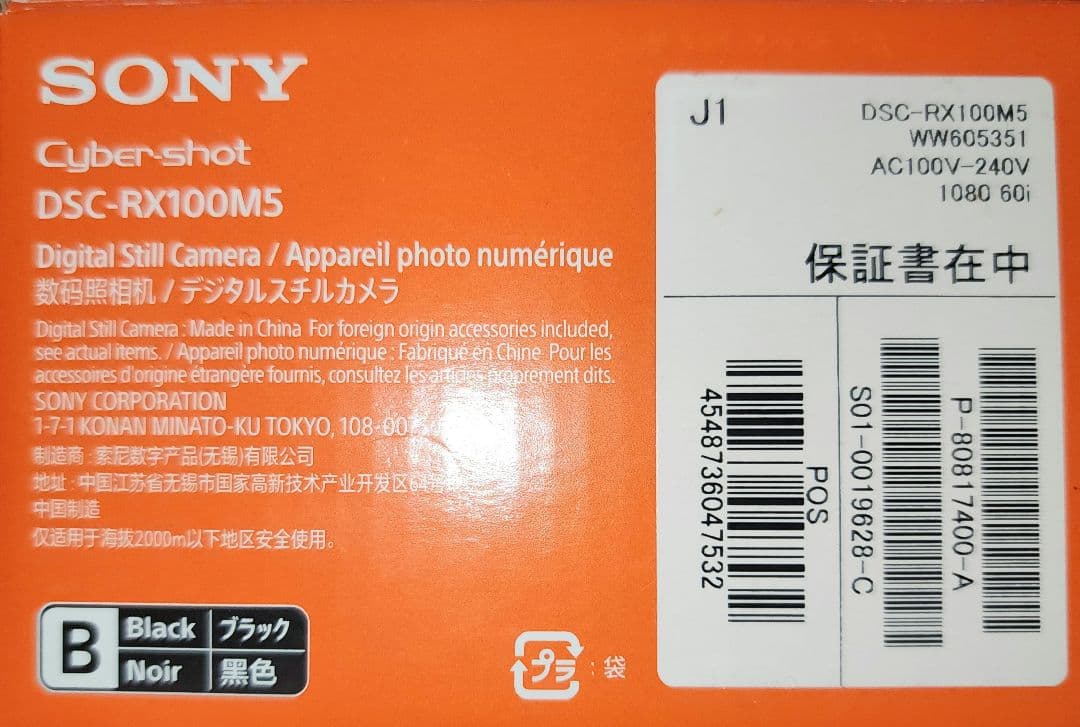 SONY
Cyber-shot
DSC-RX100M5
Digital Still Camera / Appareil photo numérique
数码照相机 / デジタルスチルカメラ
Digital Still Camera : Made in China For foreign origin accessories included,
see actual items. / Appareil photo numérique : Fabriqué en Chine Pour les
accessoires d'origine étrangère fournis, consultez les articles proprement dits.
SONY CORPORATION
1-7-1 KONAN MINATO-KU TOKYO, 108-00
制造商 : 索尼数字产品(无锡)有限公司
地址 : 中国江苏省无锡市国家高新技术产业开发区64
中国制造
仅适用于海拔2000m以下地区安全使用。
B
Black ブラック
Noir 黑色
プラ : 袋
J1
DSC-RX100M5
WW605351
AC100V-240V
1080 60i
保証書在中
4548736047532
POS
S01-0019628-C
P-80817400-A